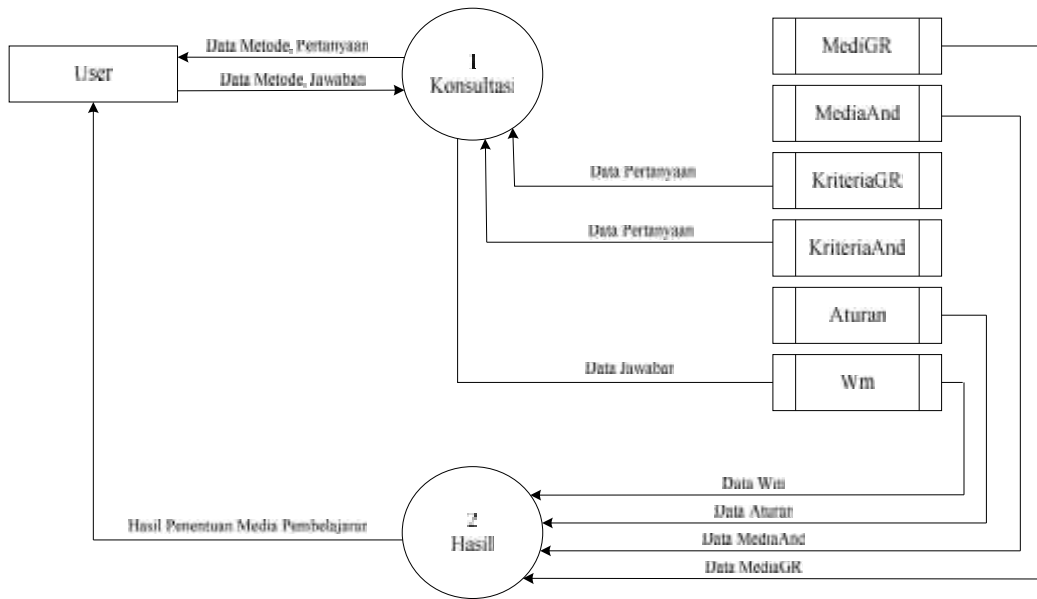 Data Metode, Pertanyaan
User
Data Metode, Jawaban
1
Konsultasi
MediGR
MediaAnd
Data Pertanyaan
KriteriaGR
Data Pertanyaan
KriteriaAnd
Aturan
Data Jawaban
Wm
Data Wm
Data Aturan
Data MediaAnd
Data MediaGR
Hasil Penentuan Media Pembelajaran
2
Hasil